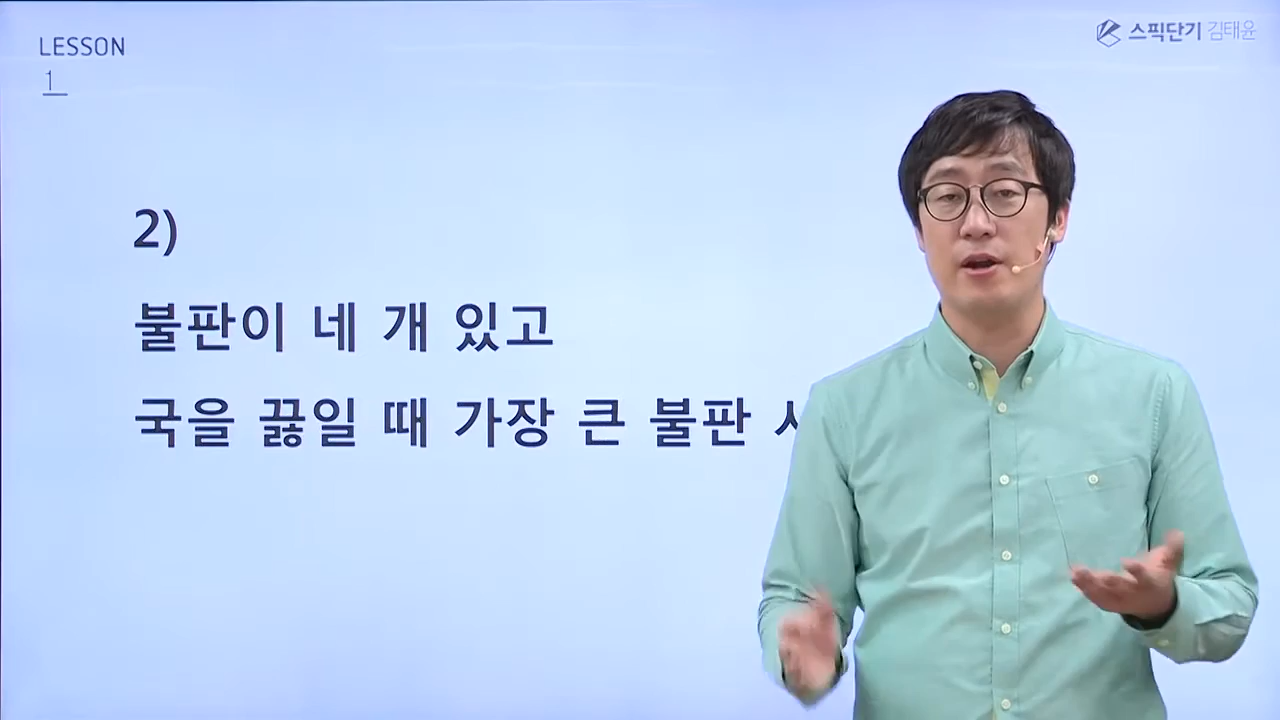 LESSON
1
스픽단기 김태윤
2)
불판이 네 개 있고
국을 끓일 때 가장 큰 불판